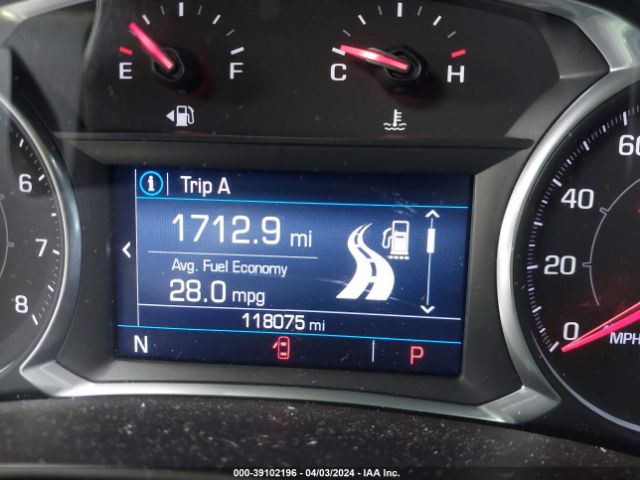 E F
C H
6
7
8
60
40
20
0
MPH
i Trip A
1712.9 mi
Avg. Fuel Economy
28.0 mpg
118075 mi
N P
000-39102196 - 04/03/2024 - IAA Inc.